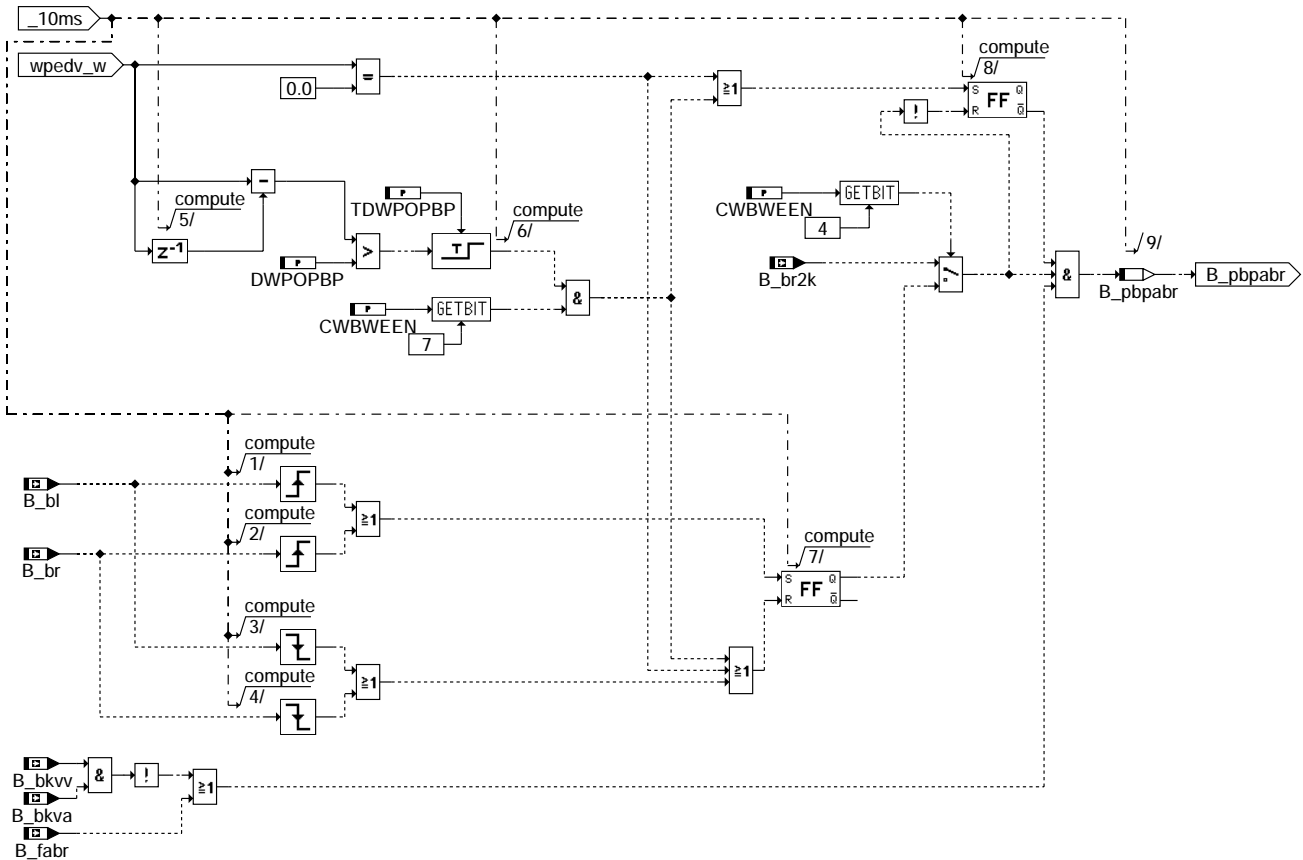 _10ms
compute
8/
wpedv_w
=
0.0
≧1
S Q
FF
R Q̅
!
compute
5/
-
TDWPOPBP
P
compute
6/
P
CWBWEEN
GETBIT
4
9/
z⁻¹
P
DWPOPBP
>
T
B_br2k
&
B_pbpabr
B_pbpabr
P
CWBWEEN
GETBIT
7
&
compute
1/
B_bl
compute
2/
≧1
B_br
compute
7/
S Q
FF
R Q̅
compute
3/
compute
4/
≧1
≧1
B_bkvv
&
!
≧1
B_bkva
B_fabr